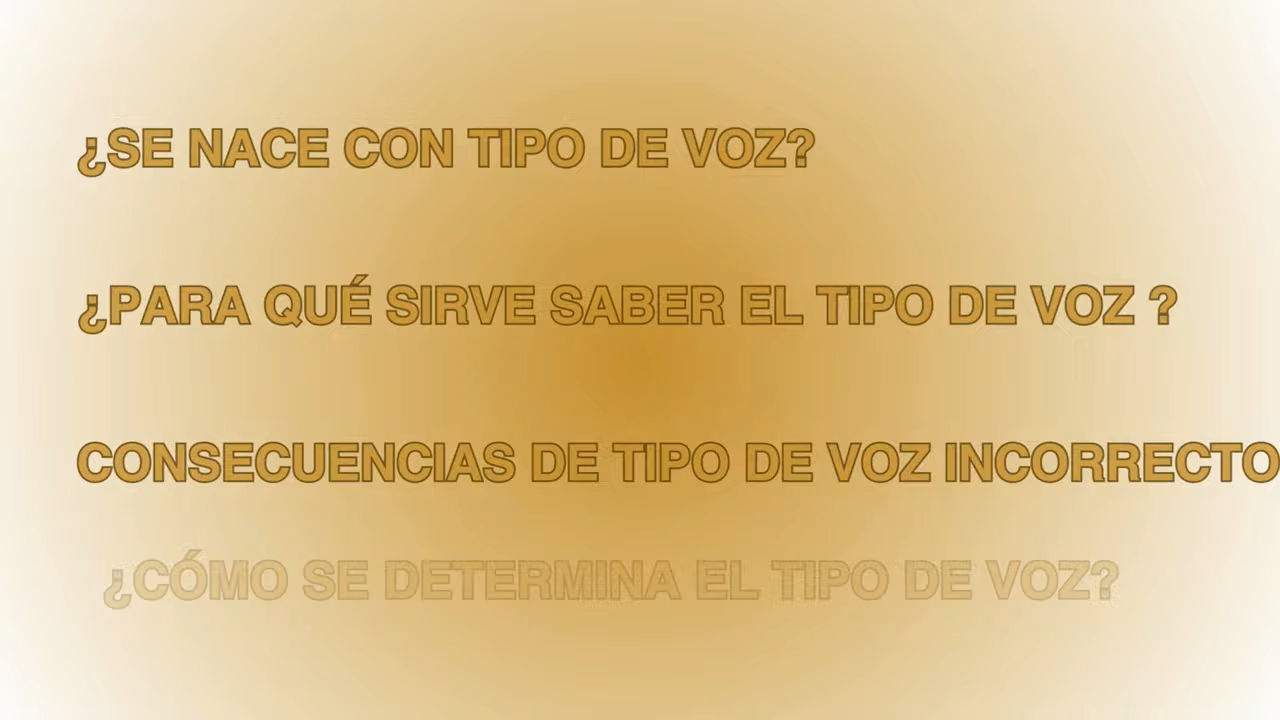 ¿SE NACE CON TIPO DE VOZ?
¿PARA QUÉ SIRVE SABER EL TIPO DE VOZ ?
CONSECUENCIAS DE TIPO DE VOZ INCORRECTO
¿CÓMO SE DETERMINA EL TIPO DE VOZ?